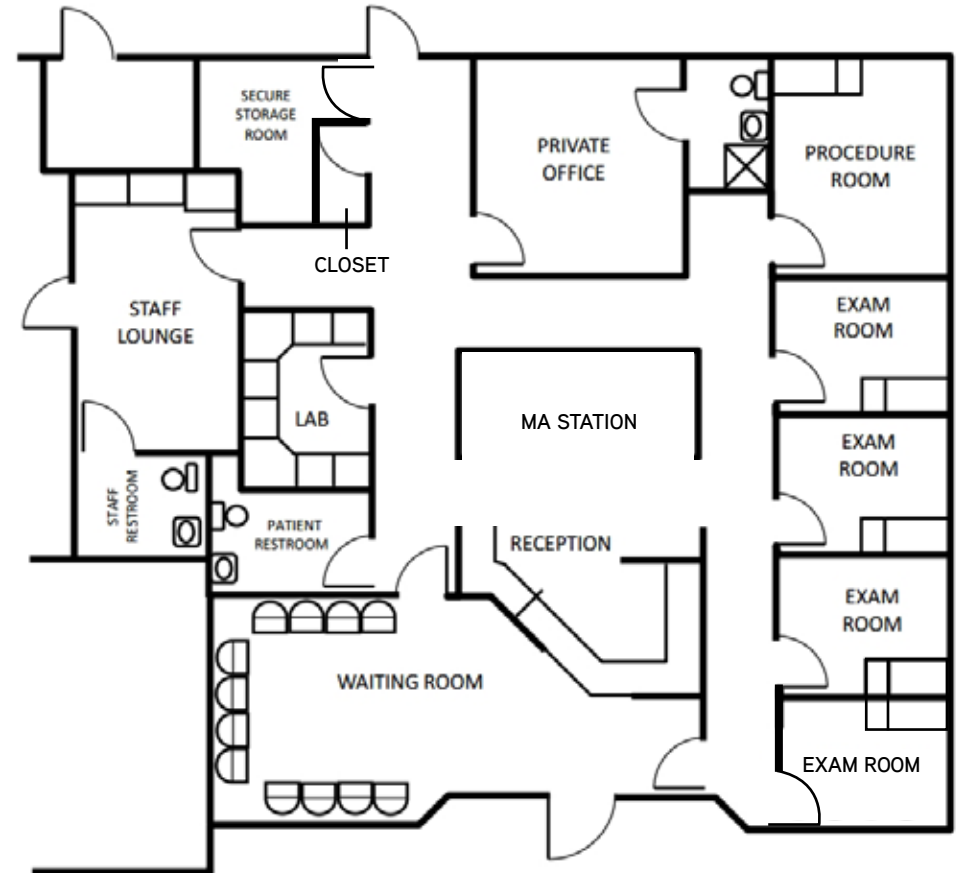 SECURE
STORAGE
ROOM
PRIVATE
OFFICE
PROCEDURE
ROOM
CLOSET
STAFF
LOUNGE
EXAM
ROOM
LAB
MA STATION
EXAM
ROOM
STAFF
RESTROOM
PATIENT
RESTROOM
RECEPTION
EXAM
ROOM
WAITING ROOM
EXAM ROOM